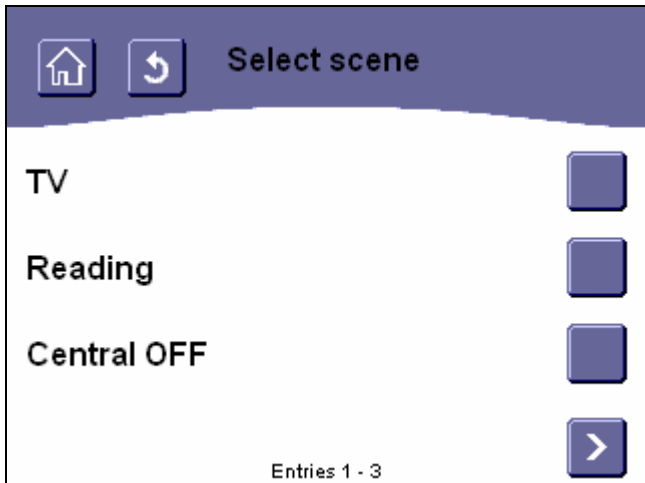 Select scene
TV
Reading
Central OFF
Entries 1 - 3